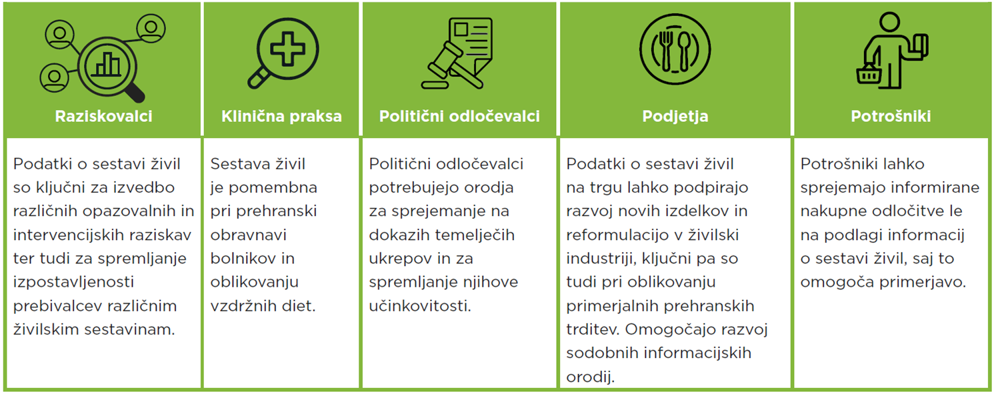 Raziskovalci
Podatki o sestavi živil
so ključni za izvedbo
različnih opazovalnih in
intervencijskih raziskav
ter tudi za spremljanje
izpostavljenosti
prebivalcev različnim
živilskim sestavinam.
Klinična praksa
Sestava živil
je pomembna
pri prehranski
obravnavi
bolnikov in
oblikovanju
vzdržnih diet.
Politični odločevalci
Politični odločevalci
potrebujejo orodja
za sprejemanje na
dokazih temelječih
ukrepov in za
spremljanje njihove
učinkovitosti.
Podjetja
Podatki o sestavi živil
na trgu lahko podpirajo
razvoj novih izdelkov in
reformulacijo v živilski
industriji, ključni pa so
tudi pri oblikovanju
primerjalnih prehranskih
trditev. Omogočajo razvoj
sodobnih informacijskih
orodij.
Potrošniki
Potrošniki lahko
sprejemajo informirane
nakupne odločitve le
na podlagi informacij
o sestavi živil, saj to
omogoča primerjavo.